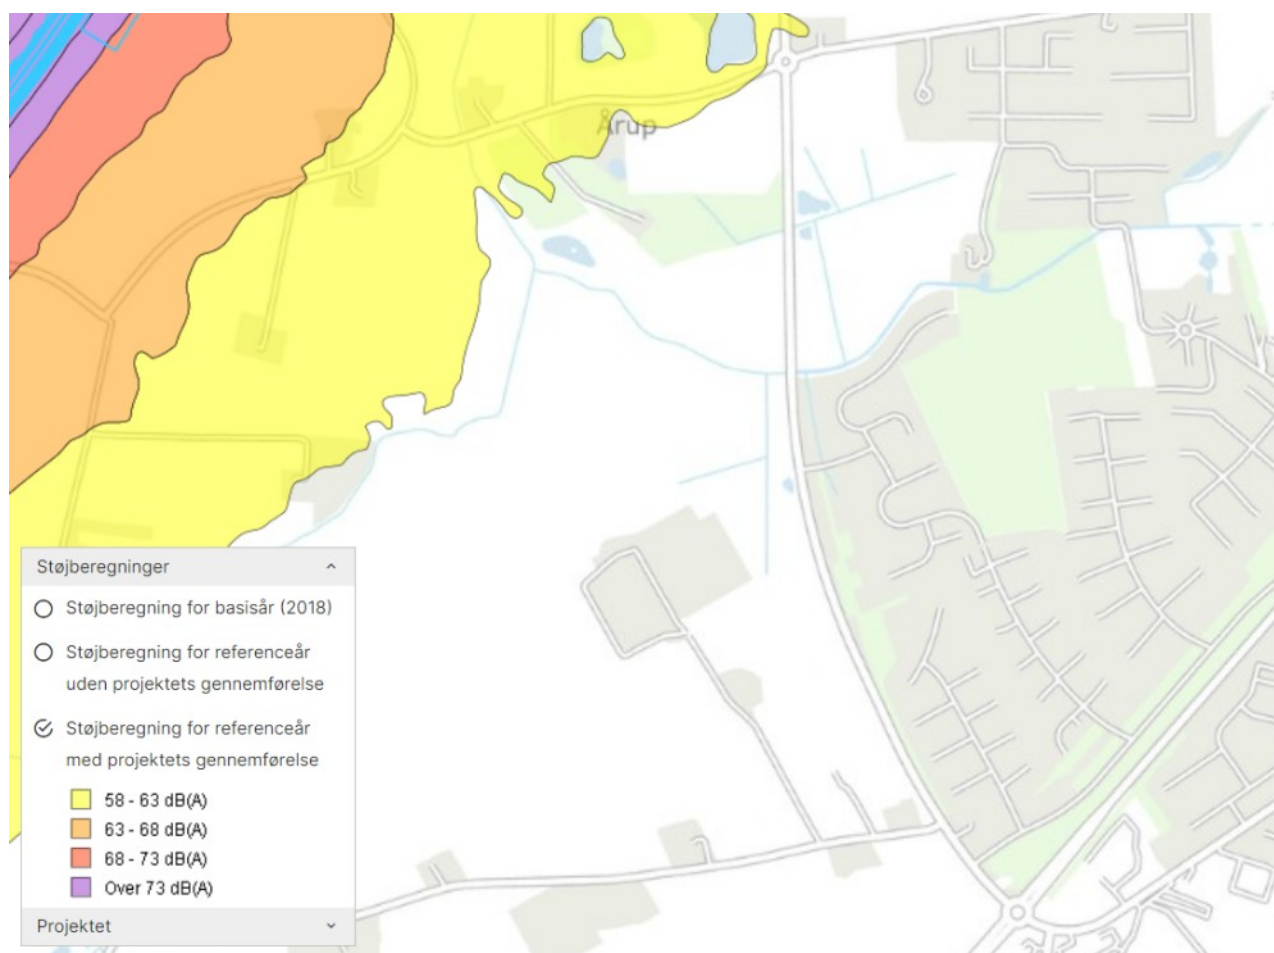 Årup
Støjberegninger
Støjberegning for basisår (2018)
Støjberegning for referenceår
uden projektets gennemførelse
Støjberegning for referenceår
med projektets gennemførelse
58 - 63 dB(A)
63 - 68 dB(A)
68 - 73 dB(A)
Over 73 dB(A)
Projektet